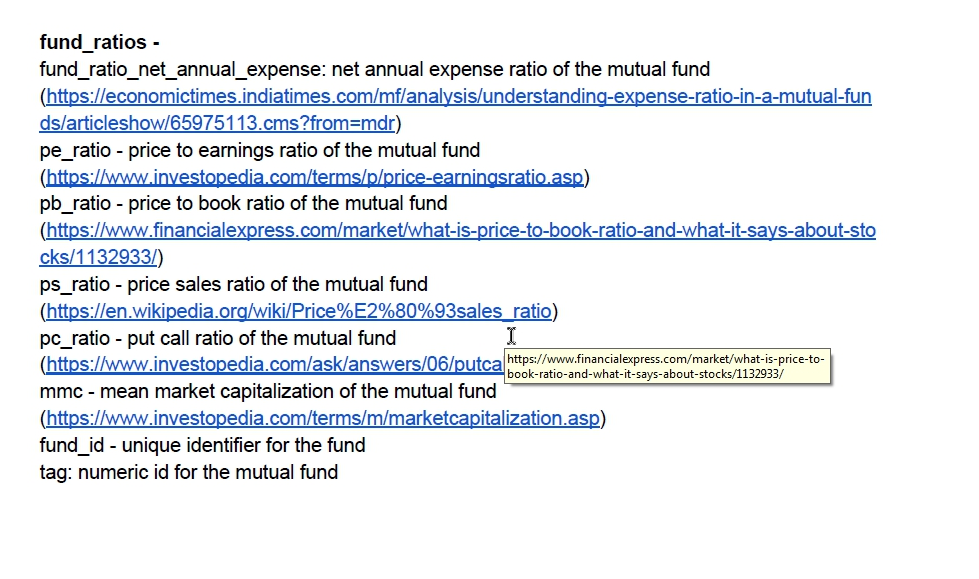 fund_ratios -
fund_ratio_net_annual_expense: net annual expense ratio of the mutual fund
(https://economictimes.indiatimes.com/mf/analysis/understanding-expense-ratio-in-a-mutual-fun
ds/articleshow/65975113.cms?from=mdr)
pe_ratio - price to earnings ratio of the mutual fund
(https://www.investopedia.com/terms/p/price-earningsratio.asp)
pb_ratio - price to book ratio of the mutual fund
(https://www.financialexpress.com/market/what-is-price-to-book-ratio-and-what-it-says-about-sto
cks/1132933/)
ps_ratio - price sales ratio of the mutual fund
(https://en.wikipedia.org/wiki/Price%E2%80%93sales_ratio)
pc_ratio - put call ratio of the mutual fund
(https://www.investopedia.com/ask/answers/06/putca
https://www.financialexpress.com/market/what-is-price-to-
book-ratio-and-what-it-says-about-stocks/1132933/
mmc - mean market capitalization of the mutual fund
(https://www.investopedia.com/terms/m/marketcapitalization.asp)
fund_id - unique identifier for the fund
tag: numeric id for the mutual fund